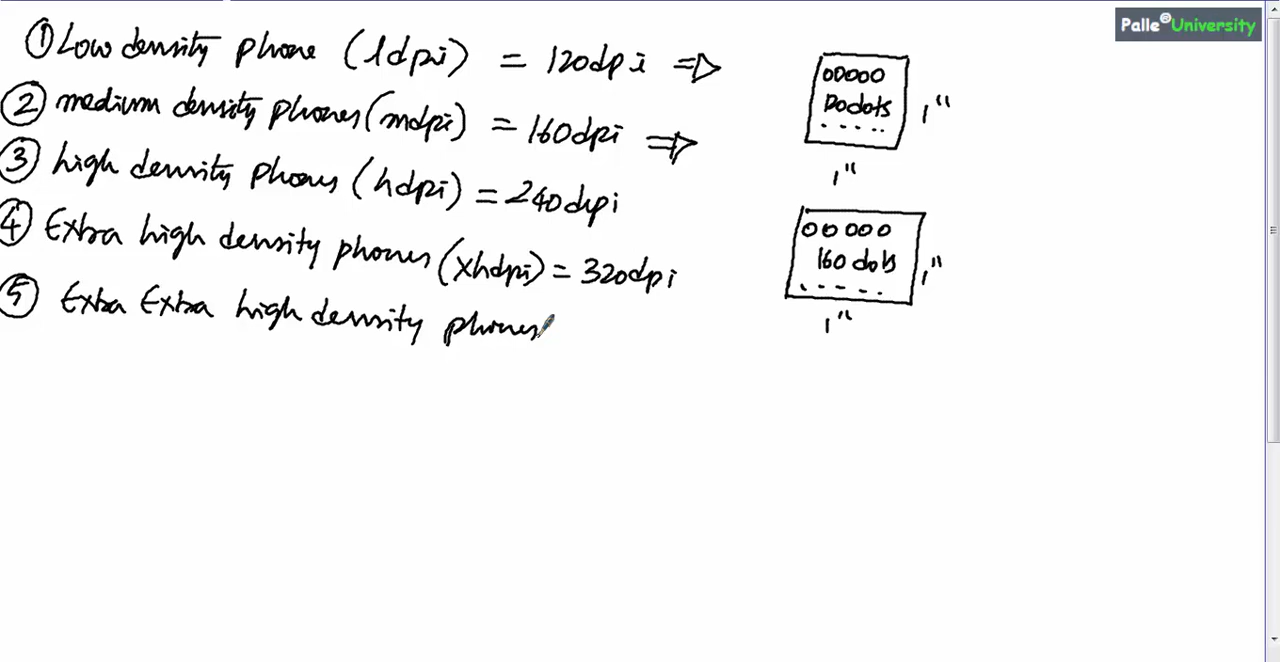 Palle@University
① Low density phone (ldpi) = 120dpi ⇒
② medium density phones (mdpi) = 160dpi ⇒
③ high density phones (hdpi) = 240dpi
④ Extra high density phones (xhdpi) = 320dpi
⑤ Extra Extra high density phones
00000
dots
1"
1"
00000
160 dots
1"
1"